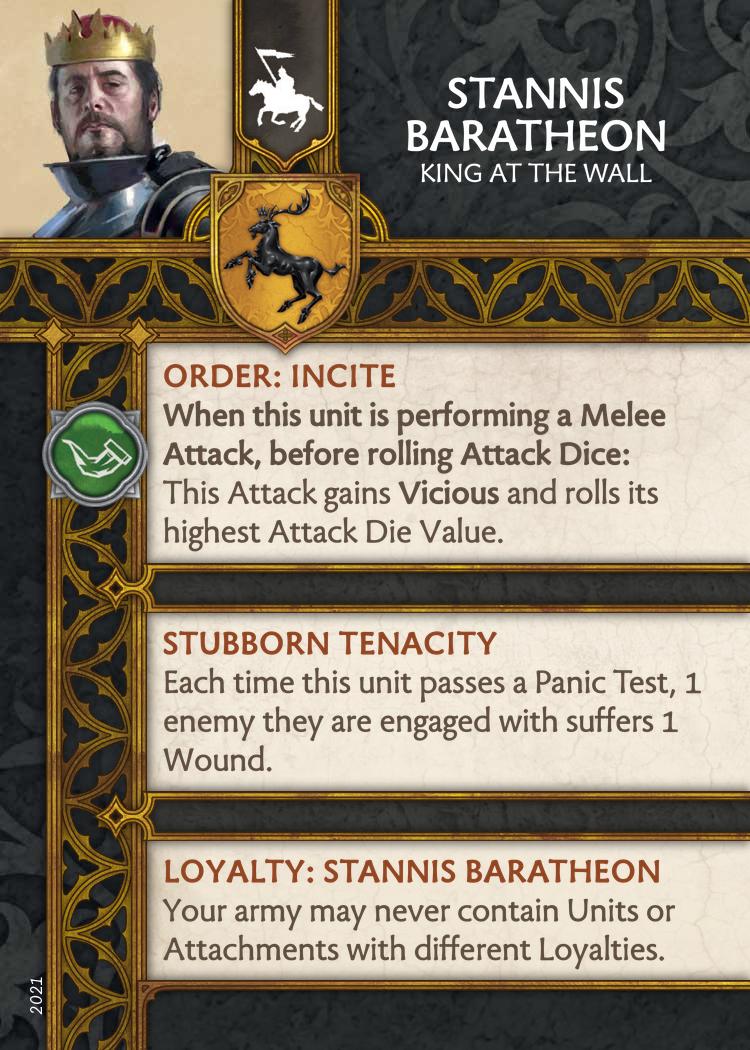 STANNIS
BARATHEON
KING AT THE WALL
ORDER: INCITE
When this unit is performing a Melee
Attack, before rolling Attack Dice:
This Attack gains Vicious and rolls its
highest Attack Die Value.
STUBBORN TENACITY
Each time this unit passes a Panic Test, 1
enemy they are engaged with suffers 1
Wound.
LOYALTY: STANNIS BARATHEON
Your army may never contain Units or
Attachments with different Loyalties.
2021